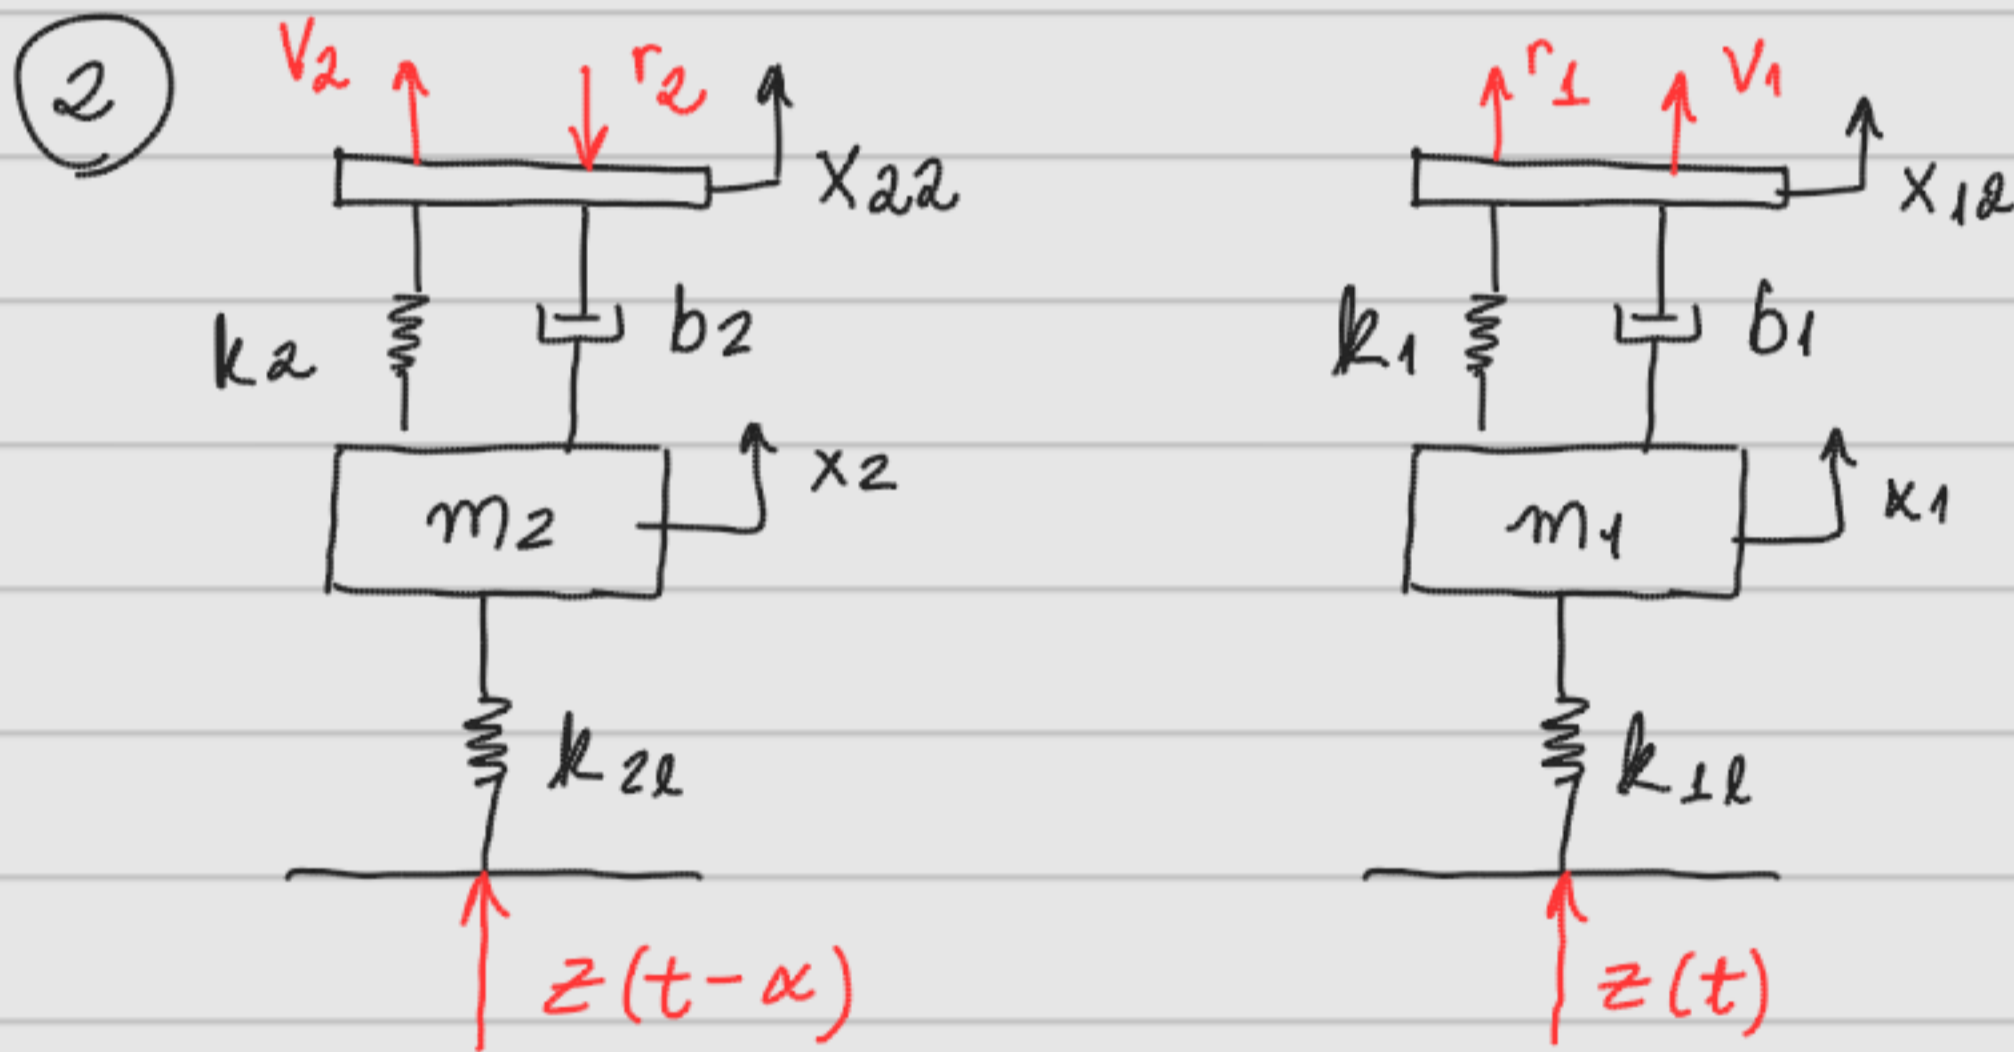 2
V2 r2 r1 V1
X22 X12
k2 b2 k1 b1
x2 x1
m2 m1
k2l k1l
z(t-α) z(t)